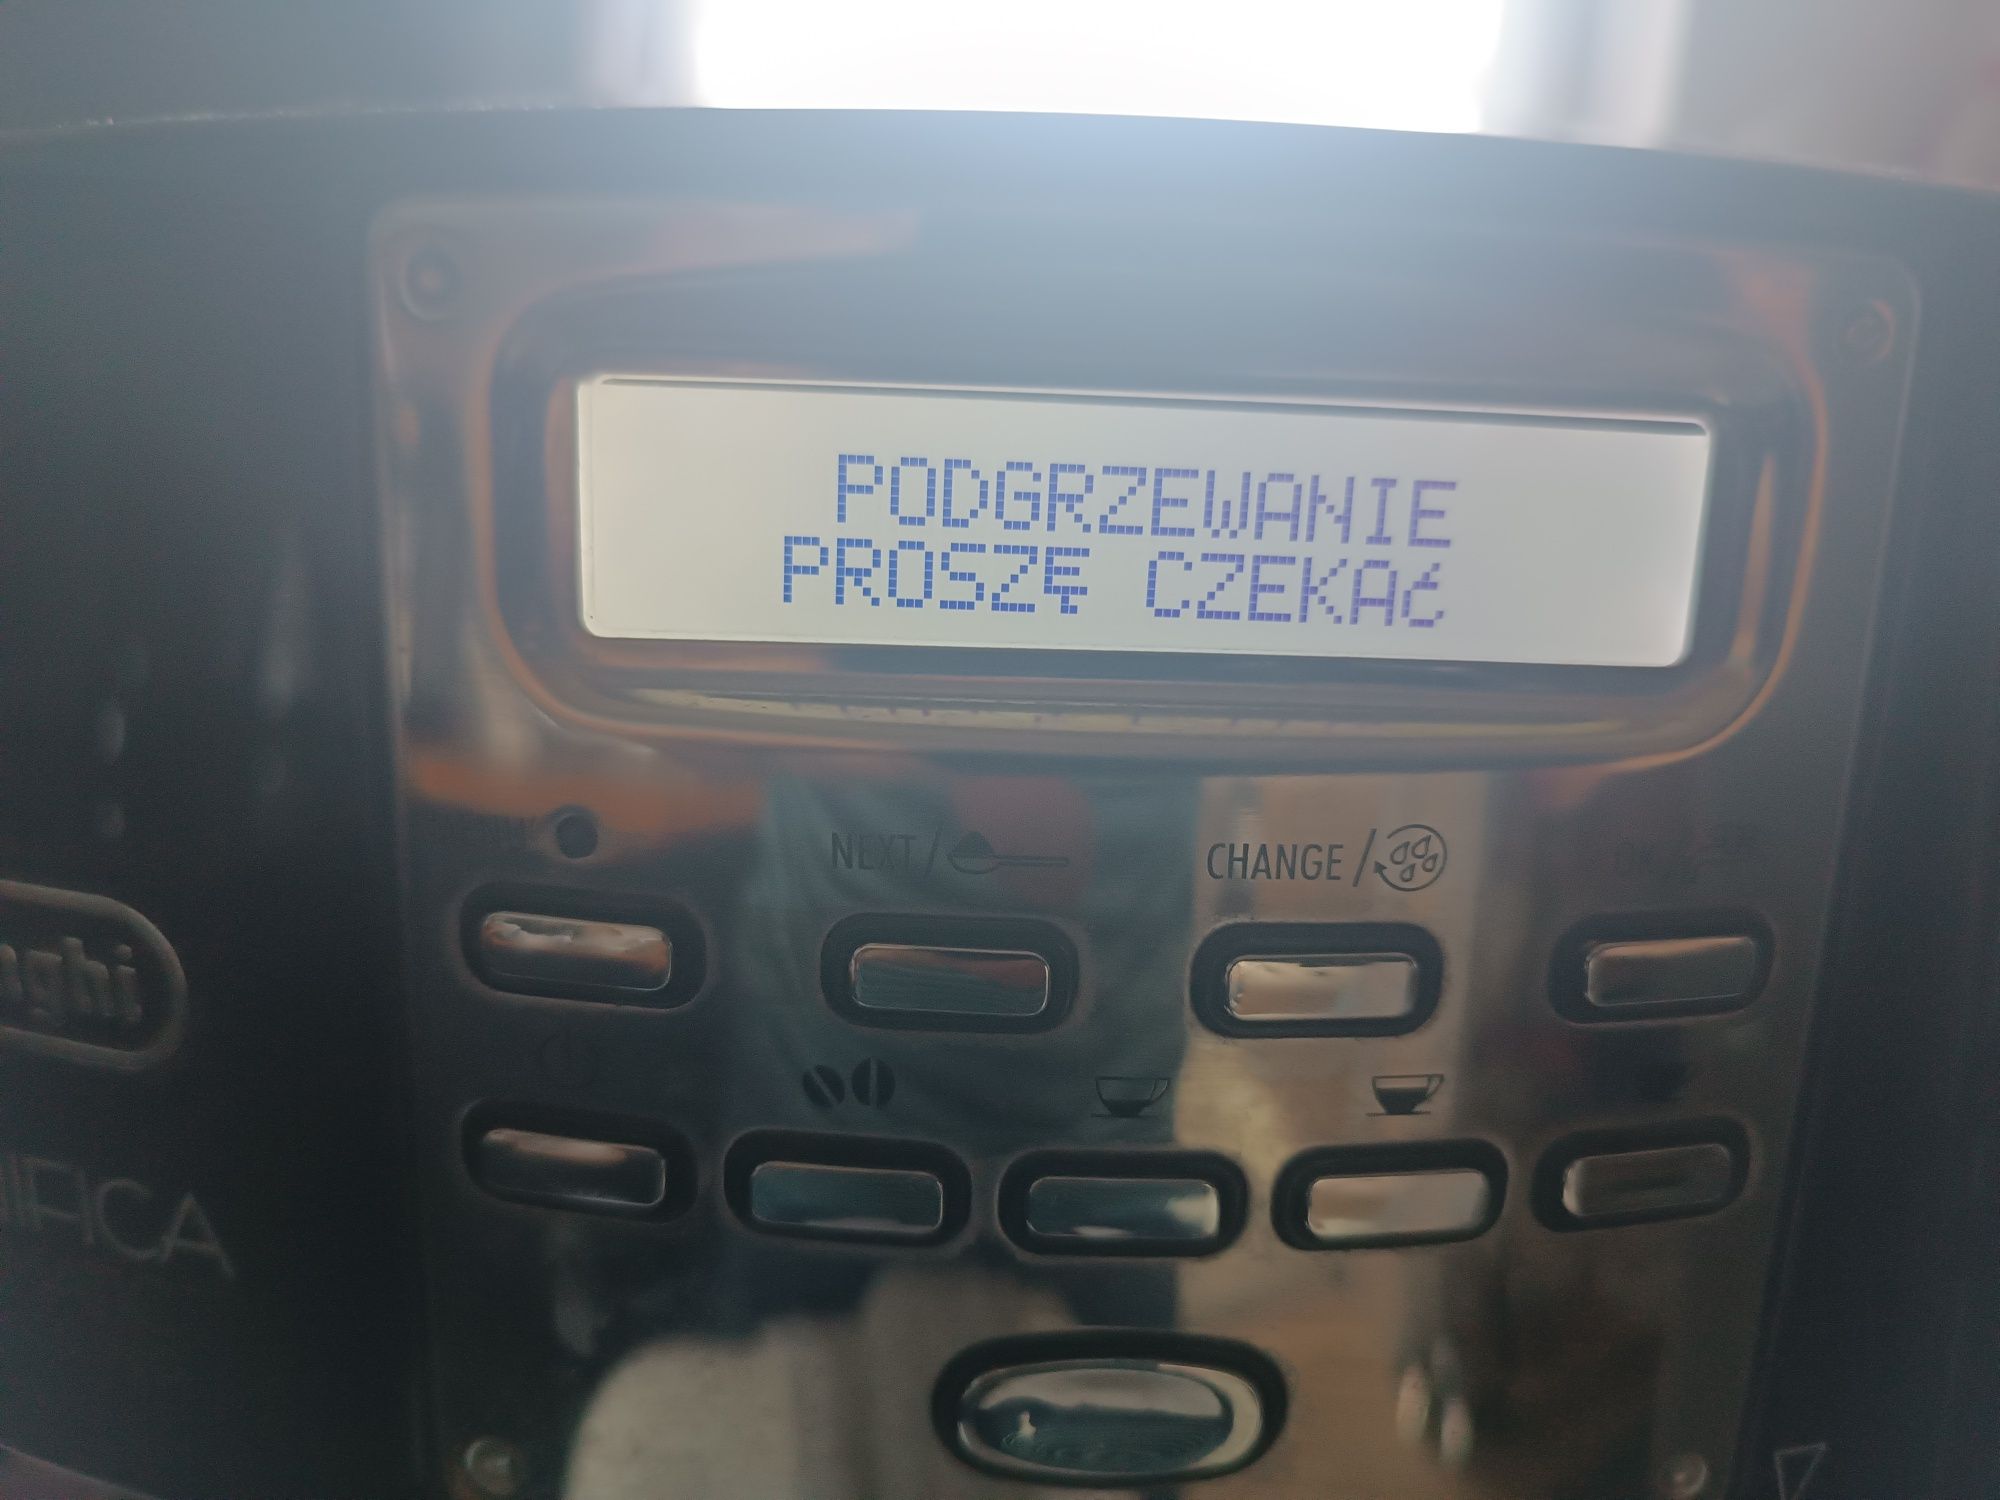 PODGRZEWANIE
PROSZĘ CZEKAĆ
NEXT /
CHANGE /